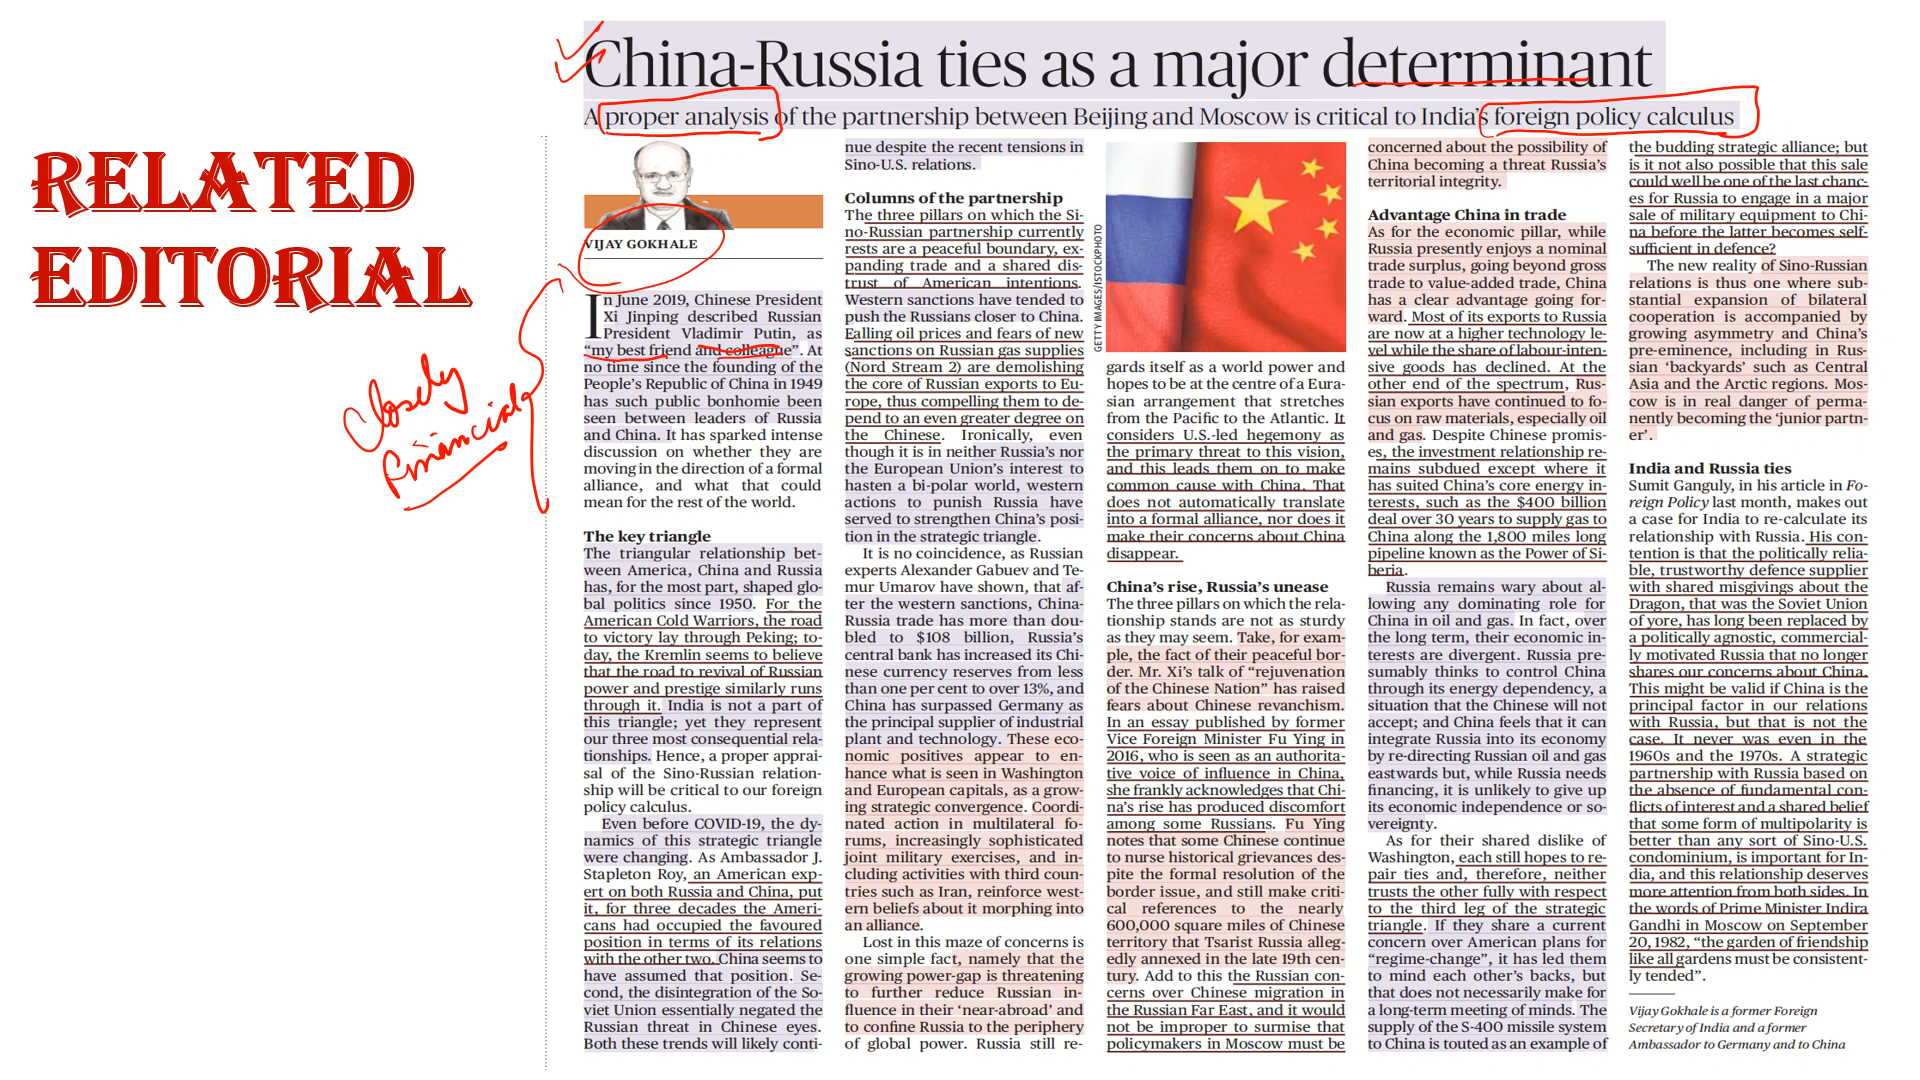 RELATED
EDITORIAL
China-Russia ties as a major determinant
A proper analysis of the partnership between Beijing and Moscow is critical to India's foreign policy calculus
VIJAY GOKHALE
In June 2019, Chinese President
Xi Jinping described Russian
President Vladimir Putin, as
“my best friend and colleague”. At
no time since the founding of the
People's Republic of China in 1949
has such public bonhomie been
seen between leaders of Russia
and China. It has sparked intense
discussion on whether they are
moving in the direction of a formal
alliance, and what that could
mean for the rest of the world.
The key triangle
The triangular relationship bet-
ween America, China and Russia
has, for the most part, shaped glo-
bal politics since 1950. For the
American Cold Warriors, the road
to victory lay through Peking; to-
day, the Kremlin seems to believe
that the road to revival of Russian
power and prestige similarly runs
through it. India is not a part of
this triangle; yet they represent
our three most consequential rela-
tionships. Hence, a proper apprai-
sal of the Sino-Russian relation-
ship will be critical to our foreign
policy calculus.
Even before COVID-19, the dy-
namics of this strategic triangle
were changing. As Ambassador J.
Stapleton Roy, an American exp-
ert on both Russia and China, put
it, for three decades the Ameri-
cans had occupied the favoured
position in terms of its relations
with the other two. China seems to
have assumed that position. Se-
cond, the disintegration of the So-
viet Union essentially negated the
Russian threat in Chinese eyes.
Both these trends will likely conti-
nue despite the recent tensions in
Sino-U.S. relations.
Columns of the partnership
The three pillars on which the Si-
no-Russian partnership currently
rests are a peaceful boundary, ex-
panding trade and a shared dis-
trust of American intentions.
Western sanctions have tended to
push the Russians closer to China.
Falling oil prices and fears of new
sanctions on Russian gas supplies
(Nord Stream 2) are demolishing
the core of Russian exports to Eu-
rope, thus compelling them to de-
pend to an even greater degree on
the Chinese. Ironically, even
though it is in neither Russia's nor
the European Union's interest to
hasten a bi-polar world, western
actions to punish Russia have
served to strengthen China's posi-
tion in the strategic triangle.
It is no coincidence, as Russian
experts Alexander Gabuev and Te-
mur Umarov have shown, that af-
ter the western sanctions, China-
Russia trade has more than dou-
bled to $108 billion, Russia's
central bank has increased its Chi-
nese currency reserves from less
than one per cent to over 13%, and
China has surpassed Germany as
the principal supplier of industrial
plant and technology. These eco-
nomic positives appear to en-
hance what is seen in Washington
and European capitals, as a grow-
ing strategic convergence. Coordi-
nated action in multilateral fo-
rums, increasingly sophisticated
joint military exercises, and in-
cluding activities with third coun-
tries such as Iran, reinforce west-
ern beliefs about it morphing into
an alliance.
Lost in this maze of concerns is
one simple fact, namely that the
growing power-gap is threatening
to further reduce Russian in-
fluence in their ‘near-abroad’ and
to confine Russia to the periphery
of global power. Russia still re-
GETTY IMAGES/ISTOCKPHOTO
gards itself as a world power and
hopes to be at the centre of a Eura-
sian arrangement that stretches
from the Pacific to the Atlantic. It
considers U.S.-led hegemony as
the primary threat to this vision,
and this leads them on to make
common cause with China. That
does not automatically translate
into a formal alliance, nor does it
make their concerns about China
disappear.
China's rise, Russia's unease
The three pillars on which the rela-
tionship stands are not as sturdy
as they may seem. Take, for exam-
ple, the fact of their peaceful bor-
der. Mr. Xi's talk of “rejuvenation
of the Chinese Nation” has raised
fears about Chinese revanchism.
In an essay published by former
Vice Foreign Minister Fu Ying in
2016, who is seen as an authorita-
tive voice of influence in China,
she frankly acknowledges that Chi-
na's rise has produced discomfort
among some Russians. Fu Ying
notes that some Chinese continue
to nurse historical grievances des-
pite the formal resolution of the
border issue, and still make criti-
cal references to the nearly
600,000 square miles of Chinese
territory that Tsarist Russia alleg-
edly annexed in the late 19th cen-
tury. Add to this the Russian con-
cerns over Chinese migration in
the Russian Far East, and it would
not be improper to surmise that
policymakers in Moscow must be
concerned about the possibility of
China becoming a threat Russia's
territorial integrity.
Advantage China in trade
As for the economic pillar, while
Russia presently enjoys a nominal
trade surplus, going beyond gross
trade to value-added trade, China
has a clear advantage going for-
ward. Most of its exports to Russia
are now at a higher technology le-
vel while the share of labour-inten-
sive goods has declined. At the
other end of the spectrum, Rus-
sian exports have continued to fo-
cus on raw materials, especially oil
and gas. Despite Chinese promis-
es, the investment relationship re-
mains subdued except where it
has suited China's core energy in-
terests, such as the $400 billion
deal over 30 years to supply gas to
China along the 1,800 miles long
pipeline known as the Power of Si-
beria.
Russia remains wary about al-
lowing any dominating role for
China in oil and gas. In fact, over
the long term, their economic in-
terests are divergent. Russia pre-
sumably thinks to control China
through its energy dependency, a
situation that the Chinese will not
accept; and China feels that it can
integrate Russia into its economy
by re-directing Russian oil and gas
eastwards but, while Russia needs
financing, it is unlikely to give up
its economic independence or so-
vereignty.
As for their shared dislike of
Washington, each still hopes to re-
pair ties and, therefore, neither
trusts the other fully with respect
to the third leg of the strategic
triangle. If they share a current
concern over American plans for
“regime-change”, it has led them
to mind each other's backs, but
that does not necessarily make for
a long-term meeting of minds. The
supply of the S-400 missile system
to China is touted as an example of
the budding strategic alliance; but
is it not also possible that this sale
could well be one of the last chanc-
es for Russia to engage in a major
sale of military equipment to Chi-
na before the latter becomes self-
sufficient in defence?
The new reality of Sino-Russian
relations is thus one where sub-
stantial expansion of bilateral
cooperation is accompanied by
growing asymmetry and China's
pre-eminence, including in Rus-
sian ‘backyards’ such as Central
Asia and the Arctic regions. Mos-
cow is in real danger of perma-
nently becoming the ‘junior partn-
er’.
India and Russia ties
Sumit Ganguly, in his article in Fo-
reign Policy last month, makes out
a case for India to re-calculate its
relationship with Russia. His con-
tention is that the politically relia-
ble, trustworthy defence supplier
with shared misgivings about the
Dragon, that was the Soviet Union
of yore, has long been replaced by
a politically agnostic, commercial-
ly motivated Russia that no longer
shares our concerns about China.
This might be valid if China is the
principal factor in our relations
with Russia, but that is not the
case. It never was even in the
1960s and the 1970s. A strategic
partnership with Russia based on
the absence of fundamental con-
flicts of interest and a shared belief
that some form of multipolarity is
better than any sort of Sino-U.S.
condominium, is important for In-
dia, and this relationship deserves
more attention from both sides. In
the words of Prime Minister Indira
Gandhi in Moscow on September
20, 1982, “the garden of friendship
like all gardens must be consistent-
ly tended”.
Vijay Gokhale is a former Foreign
Secretary of India and a former
Ambassador to Germany and to China
Closely